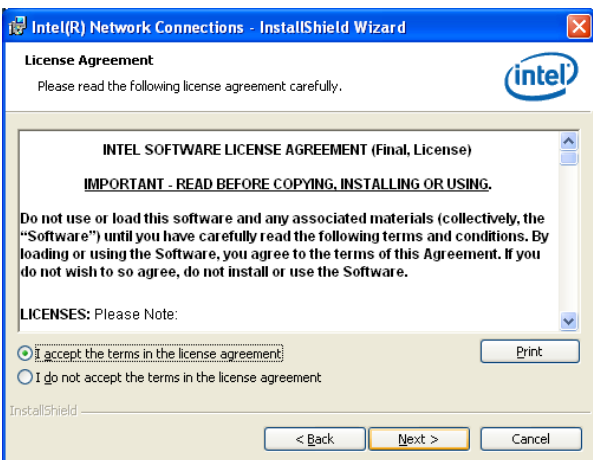 Intel(R) Network Connections - InstallShield Wizard
License Agreement
Please read the following license agreement carefully.
intel
INTEL SOFTWARE LICENSE AGREEMENT (Final, License)
IMPORTANT - READ BEFORE COPYING, INSTALLING OR USING.
Do not use or load this software and any associated materials (collectively, the
“Software”) until you have carefully read the following terms and conditions. By
loading or using the Software, you agree to the terms of this Agreement. If you
do not wish to so agree, do not install or use the Software.
LICENSES: Please Note:
I accept the terms in the license agreement
Print
I do not accept the terms in the license agreement
InstallShield
< Back
Next >
Cancel